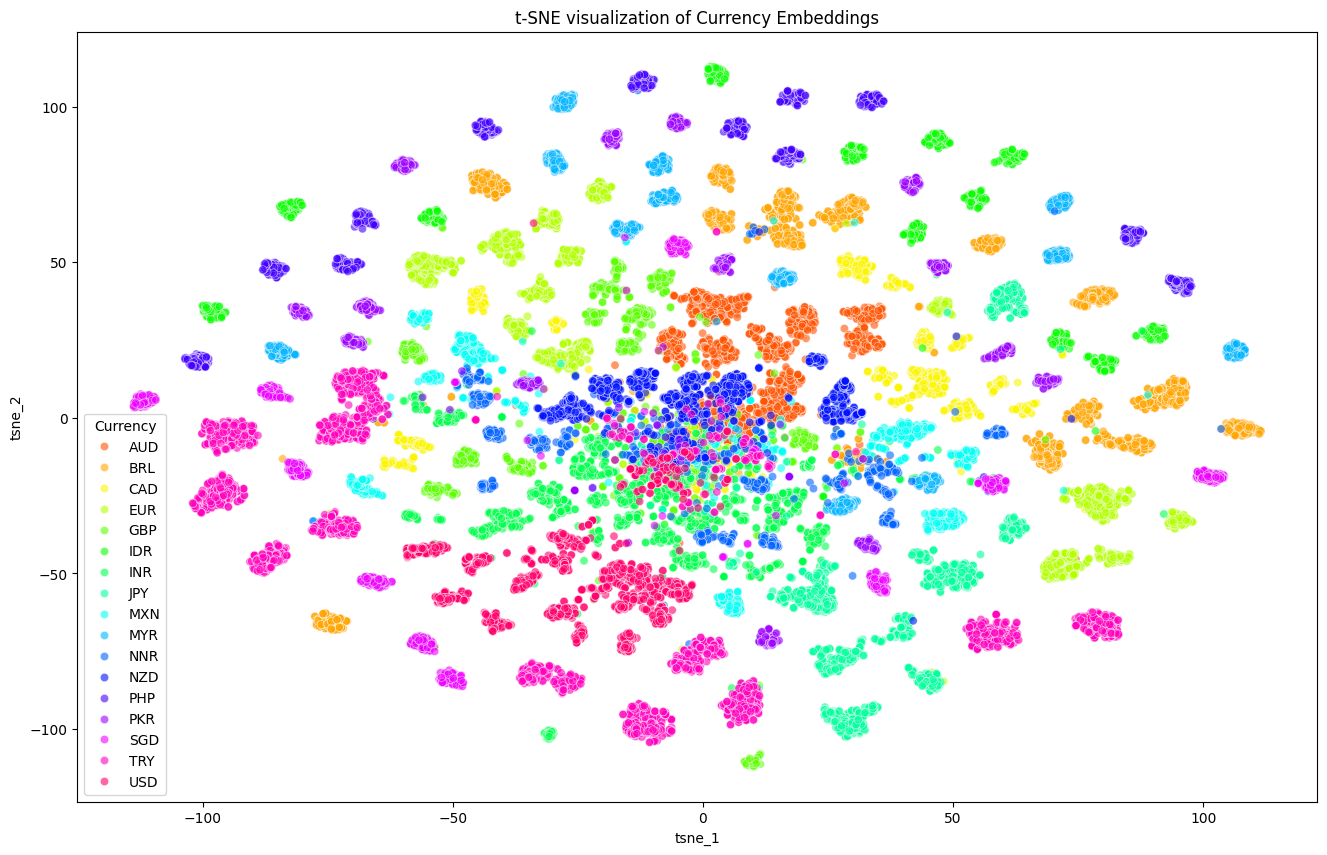 t-SNE visualization of Currency Embeddings
tsne_2
100
50
0
−50
−100
Currency
AUD
BRL
CAD
EUR
GBP
IDR
INR
JPY
MXN
MYR
NNR
NZD
PHP
PKR
SGD
TRY
USD
−100
−50
0
50
100
tsne_1